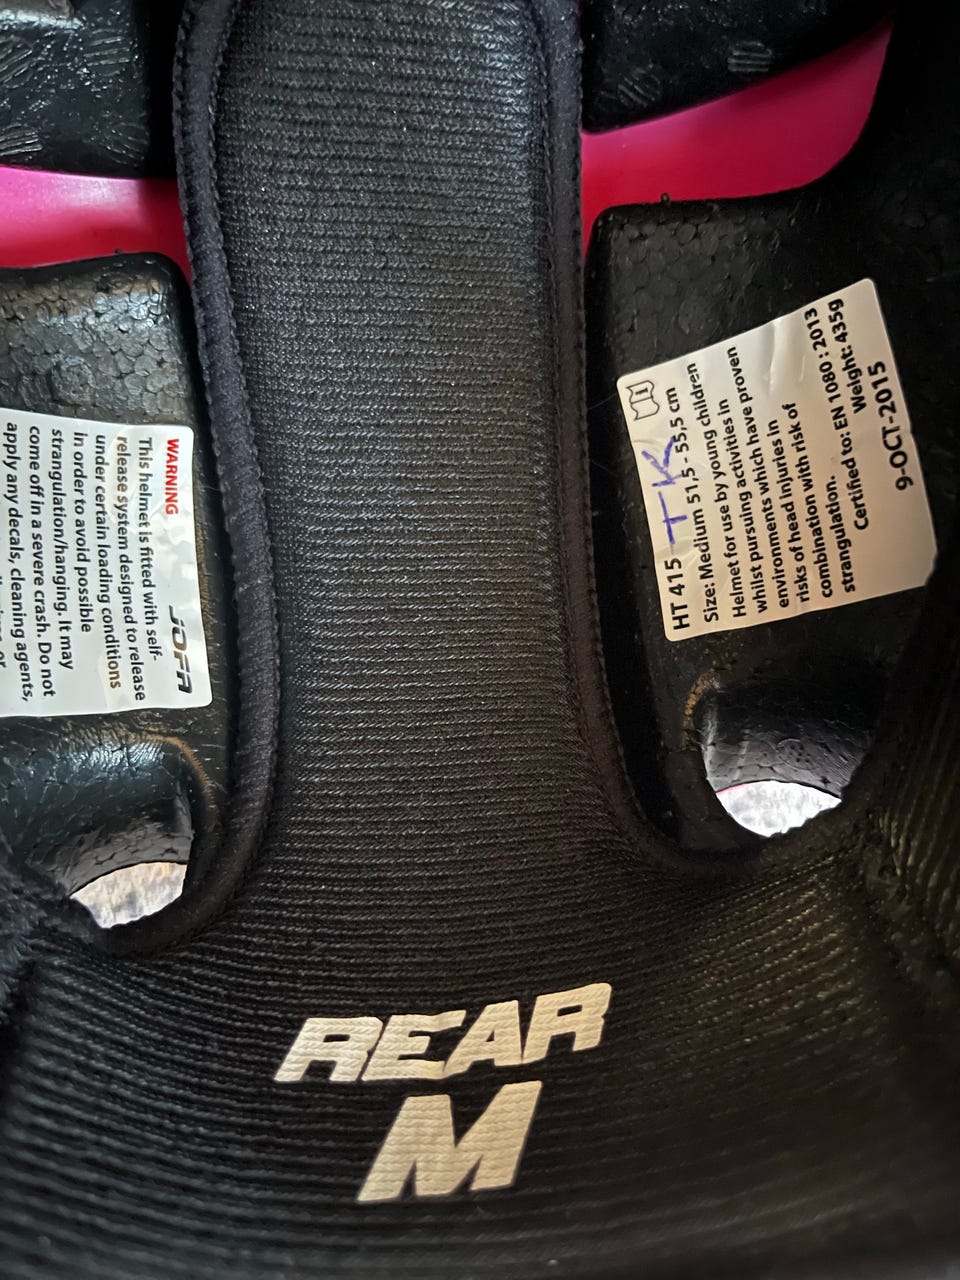 WARNING
JOFA
This helmet is fitted with self-
release system designed to release
under certain loading conditions
In order to avoid possible
strangulation/hanging. It may
come off in a severe crash. Do not
apply any decals, cleaning agents,
or
HT 415 TK
Size: Medium 51,5 - 55,5 cm
Helmet for use by young children
whilst pursuing activities in
environments which have proven
risks of head injuries in
combination with risk of
strangulation.
Certified to: EN 1080 : 2013
Weight: 435g
9-OCT-2015
REAR
M